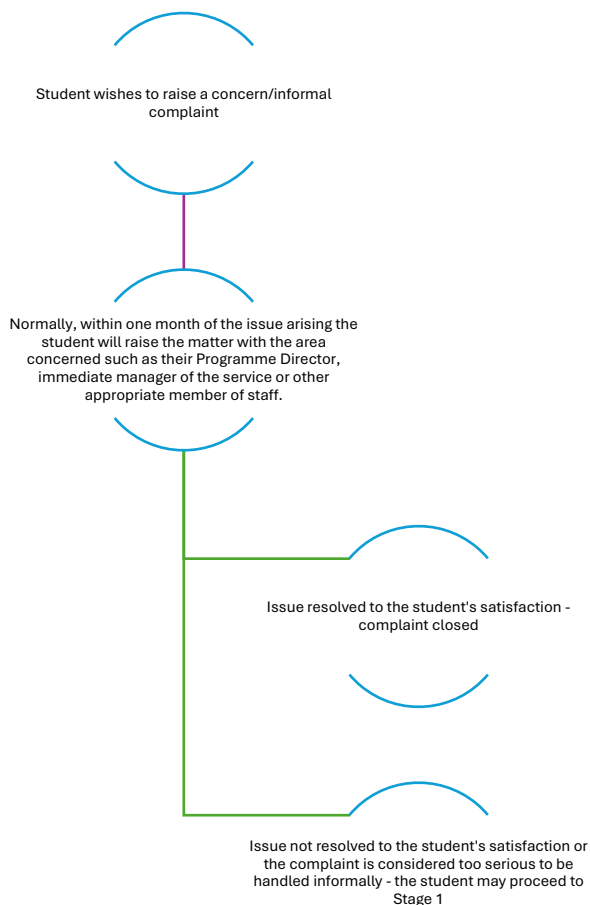 Student wishes to raise a concern/informal
complaint
Normally, within one month of the issue arising the
student will raise the matter with the area
concerned such as their Programme Director,
immediate manager of the service or other
appropriate member of staff.
Issue resolved to the student's satisfaction -
complaint closed
Issue not resolved to the student's satisfaction or
the complaint is considered too serious to be
handled informally - the student may proceed to
Stage 1